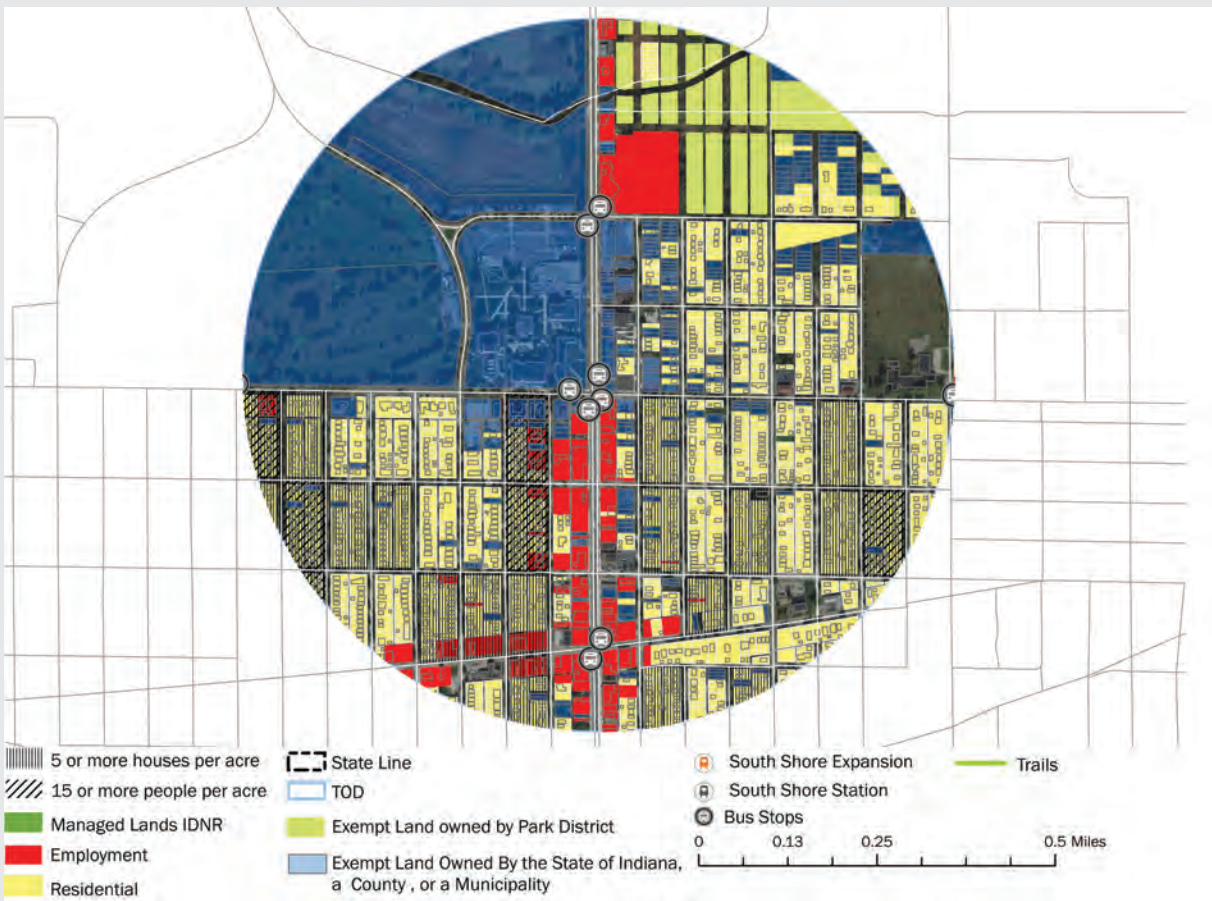 5 or more houses per acre
15 or more people per acre
Managed Lands IDNR
Employment
Residential
State Line
TOD
Exempt Land owned by Park District
Exempt Land Owned By the State of Indiana,
a County , or a Municipality
South Shore Expansion
South Shore Station
Bus Stops
Trails
0 0.13 0.25 0.5 Miles